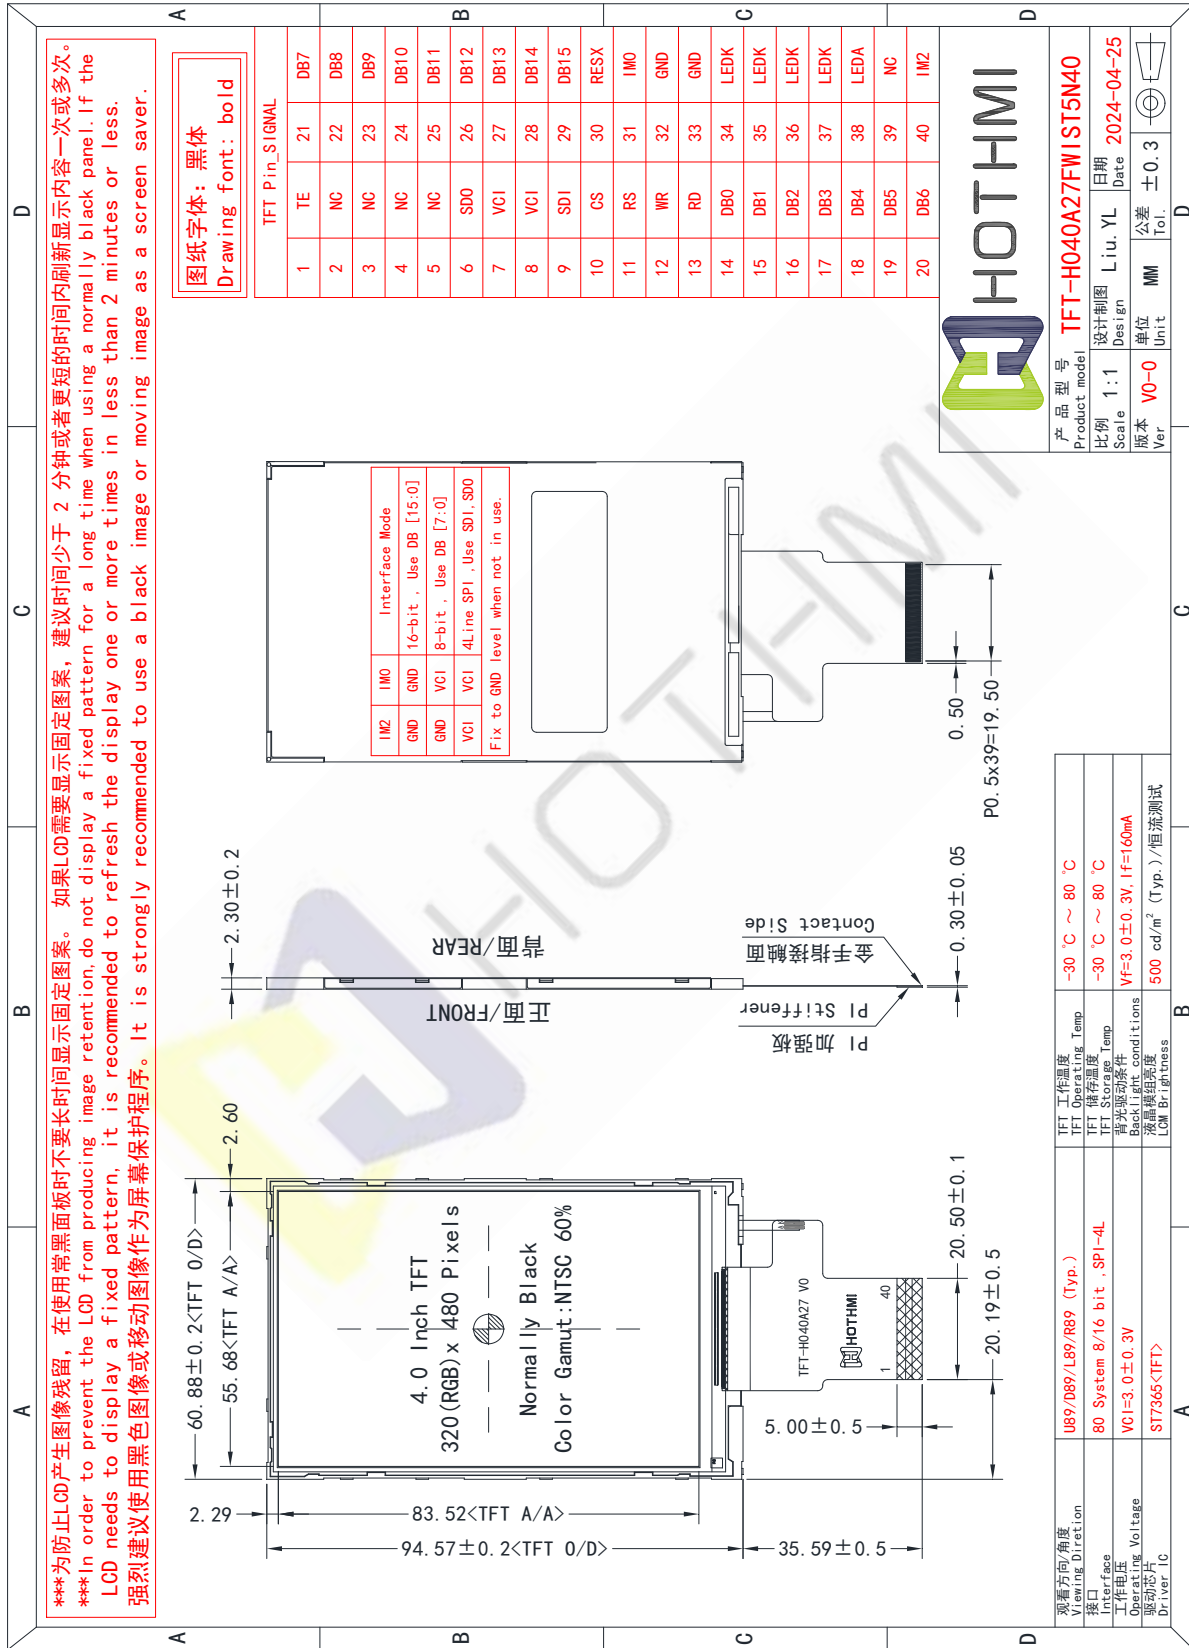 ***为防止LCD产生图像残留，在使用常黑面板时不要长时间显示固定图案。 如果LCD需要显示固定图案，建议时间少于 2 分钟或者更短的时间内刷新显示内容一次或多次。
***In order to prevent the LCD from producing image retention,do not display a fixed pattern for a long time when using a normally black panel.If the
LCD needs to display a fixed pattern, it is recommended to refresh the display one or more times in less than 2 minutes or less.
强烈建议使用黑色图像或移动图像作为屏幕保护程序。It is strongly recommended to use a black image or moving image as a screen saver.
A B C D
A B C D
A B C D
A B C D
图纸字体: 黑体
Drawing font: bold
TFT Pin_SIGNAL
1 TE 21 DB7
2 NC 22 DB8
3 NC 23 DB9
4 NC 24 DB10
5 NC 25 DB11
6 SDO 26 DB12
7 VCI 27 DB13
8 VCI 28 DB14
9 SDI 29 DB15
10 CS 30 RESX
11 RS 31 IM0
12 WR 32 GND
13 RD 33 GND
14 DB0 34 LEDK
15 DB1 35 LEDK
16 DB2 36 LEDK
17 DB3 37 LEDK
18 DB4 38 LEDA
19 DB5 39 NC
20 DB6 40 IM2
60.88±0.2<TFT O/D>
55.68<TFT A/A>
2.60
2.29
83.52<TFT A/A>
94.57±0.2<TFT O/D>
35.59±0.5
4.0 Inch TFT
320(RGB)x 480 Pixels
Normally Black
Color Gamut:NTSC 60%
TFT-H040A27 V0
HOTHMI
1 40
5.00±0.5
20.50±0.1
20.19±0.5
2.30±0.2
背面/REAR
正面/FRONT
金手指接触面
Contact Side
PI 加强板
PI Stiffener
0.30±0.05
IM2 IM0 Interface Mode
GND GND 16-bit , Use DB [15:0]
GND VCI 8-bit , Use DB [7:0]
VCI VCI 4Line SPI ,Use SDI,SDO
Fix to GND level when not in use.
0.50
P0.5x39=19.50
HOTHMI
观看方向/角度
Viewing Diretion
U89/D89/L89/R89 (Typ.)
接口
Interface
80 System 8/16 bit ,SPI-4L
工作电压
Operating Voltage
VCI=3.0±0.3V
驱动芯片
Driver IC
ST7365<TFT>
TFT 工作温度
TFT Operating Temp
-30 ℃ ~ 80 ℃
TFT 储存温度
TFT Storage Temp
-30 ℃ ~ 80 ℃
背光驱动条件
Backlight conditions
Vf=3.0±0.3V,If=160mA
液晶模组亮度
LCM Brightness
500 cd/m² (Typ.)/恒流测试
HOTHMI
产 品 型 号
Product model
TFT-H040A27FWIST5N40
比例
Scale
1:1
设计制图
Design
Liu.YL
日期
Date
2024-04-25
版本
Ver
V0-0
单位
Unit
MM
公差
Tol.
±0.3